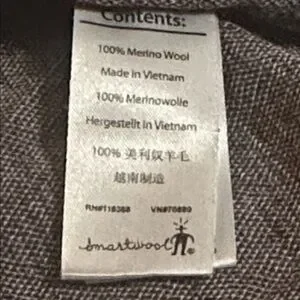 Contents:
100% Merino Wool
Made in Vietnam
100% Merinowolle
Hergestellt in Vietnam
100% 美利奴羊毛
越南制造
RN#118388 VN#70899
Smartwool ®